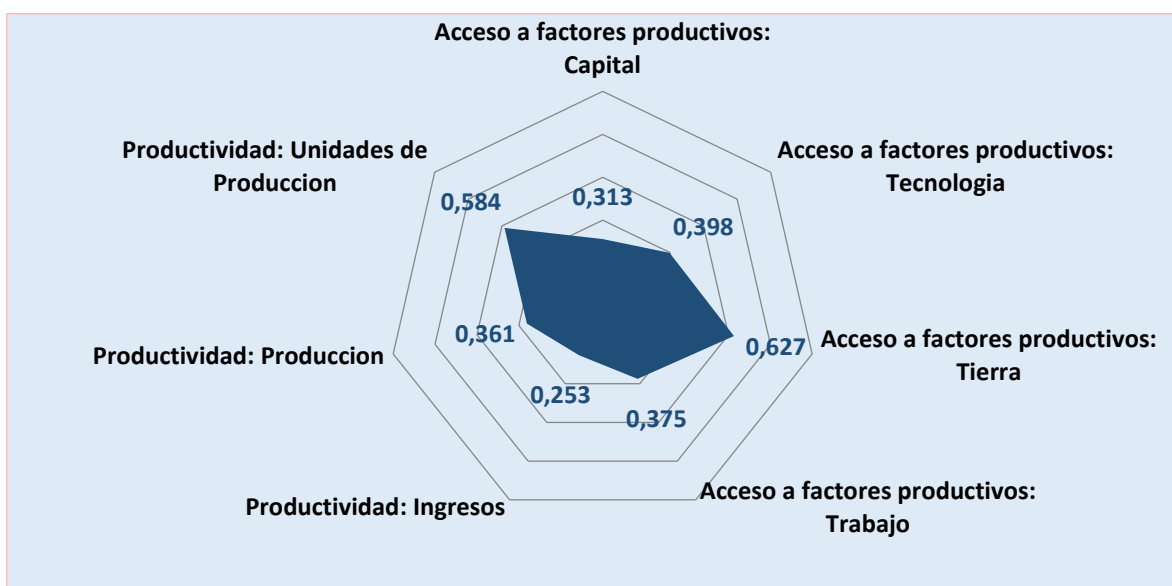 Acceso a factores productivos:
Capital
Acceso a factores productivos:
Tecnologia
Acceso a factores productivos:
Tierra
Acceso a factores productivos:
Trabajo
Productividad: Ingresos
Productividad: Produccion
Productividad: Unidades de
Produccion
0,313
0,398
0,627
0,375
0,253
0,361
0,584